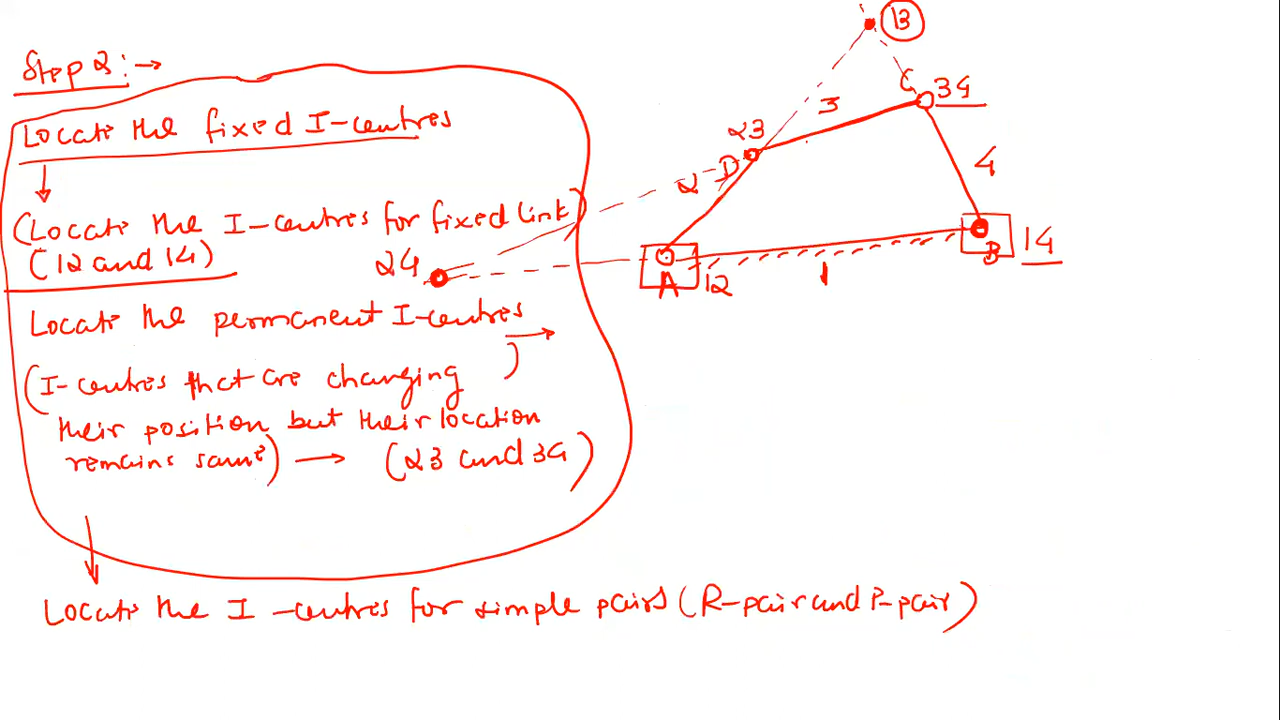 Step 2:→
Locate the fixed I-centres
(Locate the I-centres for fixed link)
(12 and 14)
Locate the permanent I-centres
(I-centres that are changing)
their position but their location
remains same) → (23 and 34)
Locate the I-centres for simple pairs (R-pair and P-pair)
13
C 34
3
23
D
2
4
24
A 12
1
B 14